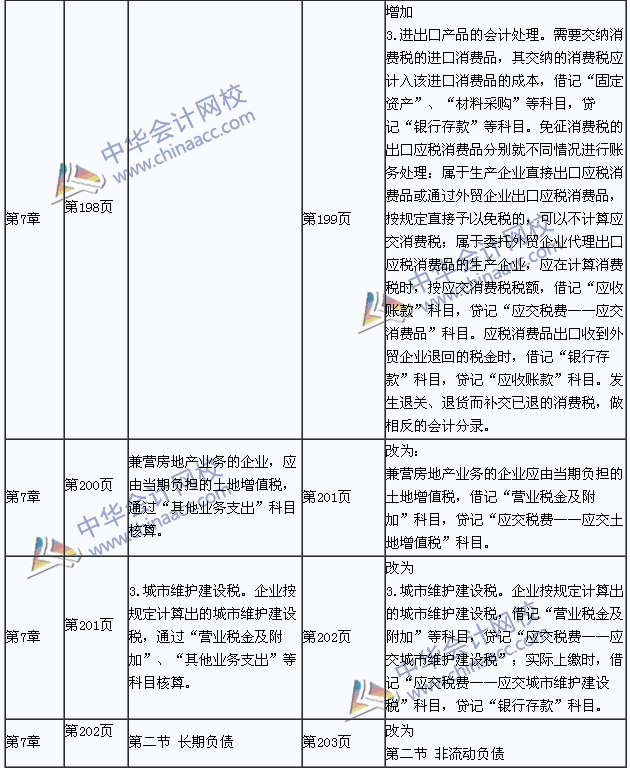 增加
3.进出口产品的会计处理。需要交纳消
费税的进口消费品，其交纳的消费税应
计入该进口消费品的成本，借记“固定
资产”、“材料采购”等科目，贷
记“银行存款”等科目。免征消费税的
出口应税消费品分别就不同情况进行账
务处理：属于生产企业直接出口应税消
费品或通过外贸企业出口应税消费品，
按规定直接予以免税的，可以不计算应
交消费税；属于委托外贸企业代理出口
应税消费品的生产企业，应在计算消费
税时，按应交消费税税额，借记“应收
账款”科目，贷记“应交税费——应交
消费品”科目。应税消费品出口收到外
贸企业退回的税金时，借记“银行存
款”科目，贷记“应收账款”科目。发
生退关、退货而补交已退的消费税，做
相反的会计分录。
第7章
第198页
第199页
第7章
第200页
兼营房地产业务的企业，应
由当期负担的土地增值税，
通过“其他业务支出”科目
核算。
第201页
改为：
兼营房地产业务的企业应由当期负担的
土地增值税，借记“营业税金及附
加”科目，贷记“应交税费——应交土
地增值税”科目。
第7章
第201页
3.城市维护建设税。企业按
规定计算出的城市维护建设
税，通过“营业税金及附
加”、“其他业务支出”等
科目核算。
第202页
改为
3.城市维护建设税。企业按规定计算出
的城市维护建设税，借记“营业税金及
附加”等科目，贷记“应交税费——应
交城市维护建设税”；实际上缴时，借
记“应交税费——应交城市维护建设
税”科目，贷记“银行存款”科目。
第7章
第202页
第二节 长期负债
第203页
改为
第二节 非流动负债
中华会计网校
www.chinaacc.com
中华会计网校
www.chinaacc.com
中华会计网校
www.chinaacc.com
中华会计网校
www.chinaacc.com